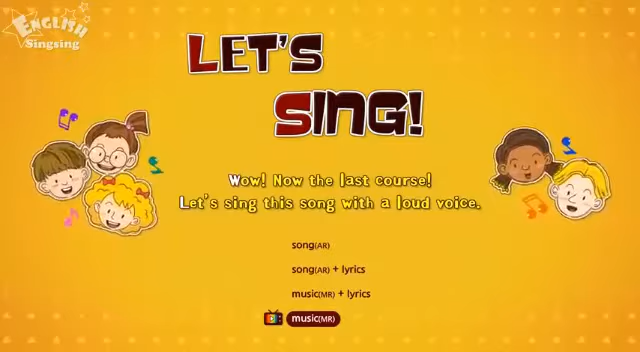 ENGLISH
Singsing
LET'S
SING!
Wow! Now the last course!
Let's sing this song with a loud voice.
song(AR)
song(AR) + lyrics
music(MR) + lyrics
music(MR)